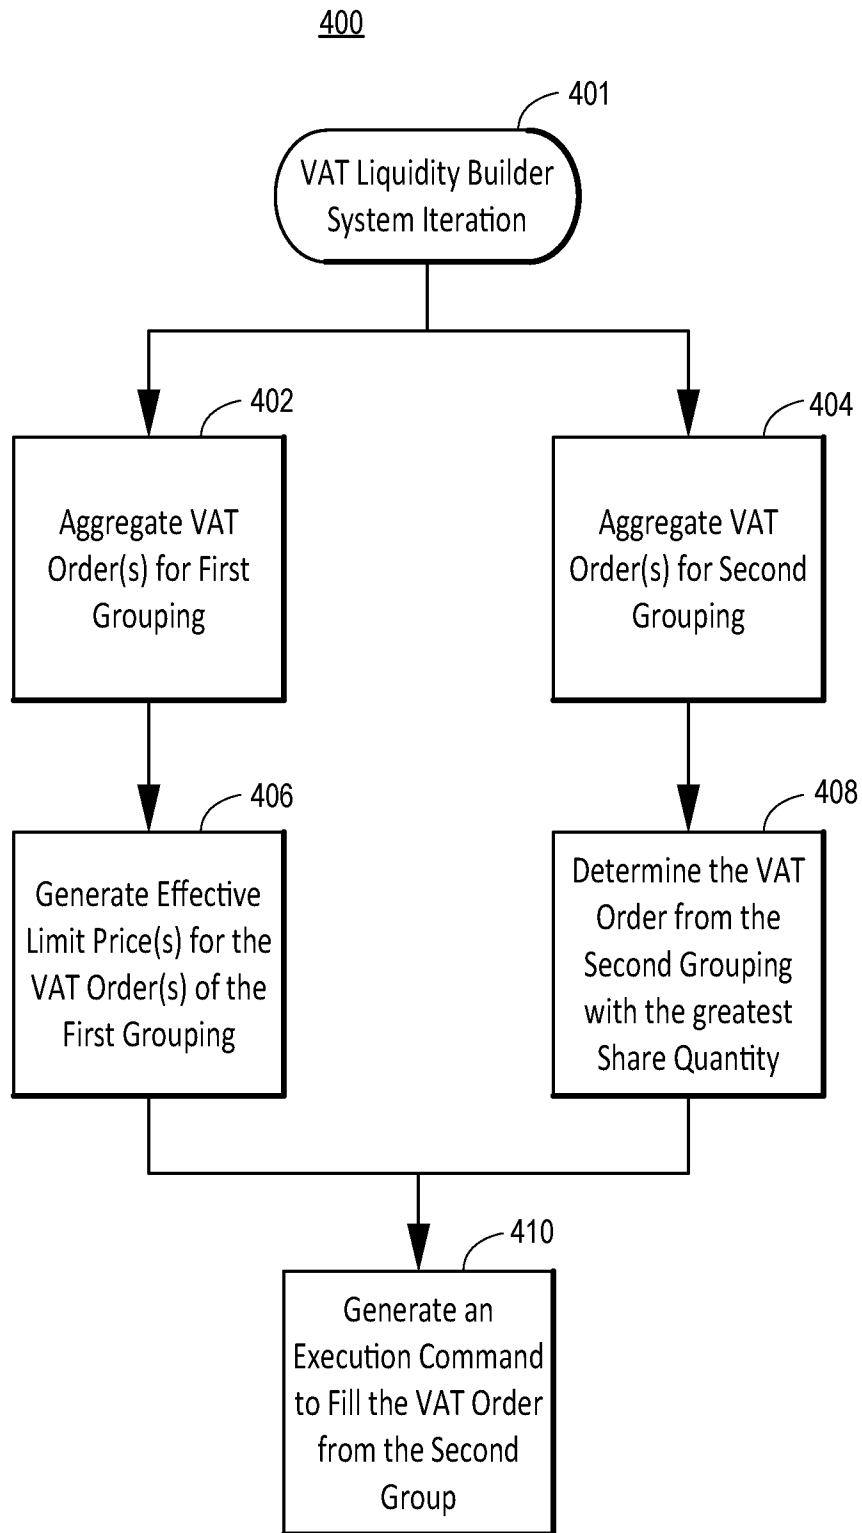 400
401
VAT Liquidity Builder
System Iteration
402
Aggregate VAT
Order(s) for First
Grouping
404
Aggregate VAT
Order(s) for Second
Grouping
406
Generate Effective
Limit Price(s) for the
VAT Order(s) of the
First Grouping
408
Determine the VAT
Order from the
Second Grouping
with the greatest
Share Quantity
410
Generate an
Execution Command
to Fill the VAT Order
from the Second
Group